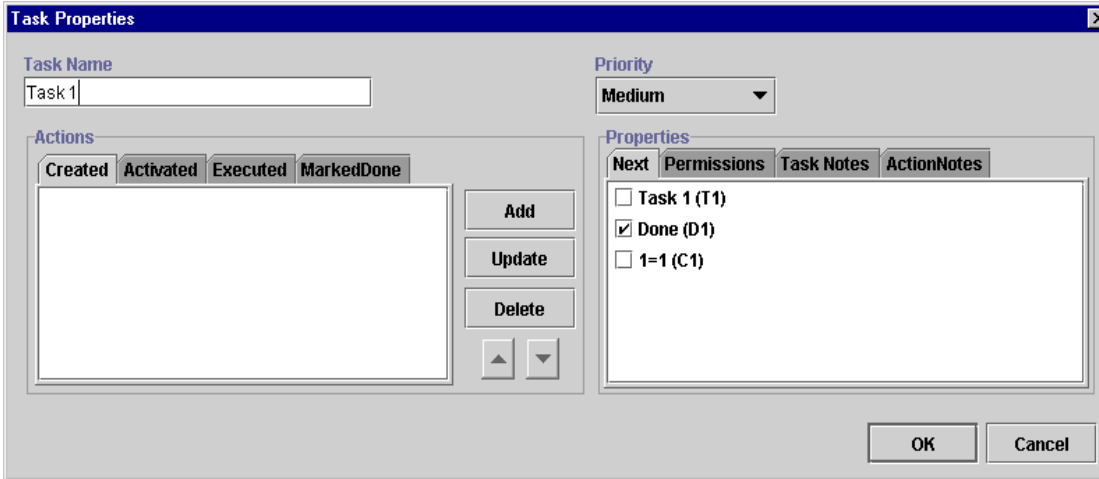 Task Properties
Task Name
Priority
Task 1
Medium
Actions
Properties
Created Activated Executed MarkedDone
Next Permissions Task Notes ActionNotes
Add
Update
Delete
Task 1 (T1)
Done (D1)
1=1 (C1)
OK
Cancel